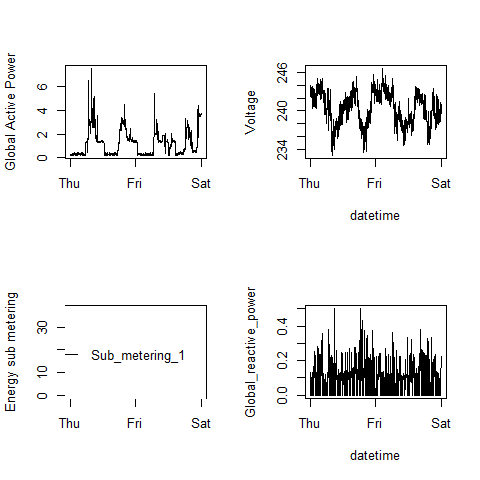 Global Active Power
6
4
2
0
Thu Fri Sat
Voltage
246
240
234
Thu Fri Sat
datetime
Energy sub metering
30
10
0
Sub_metering_1
Thu Fri Sat
Global_reactive_power
0.4
0.2
0.0
Thu Fri Sat
datetime